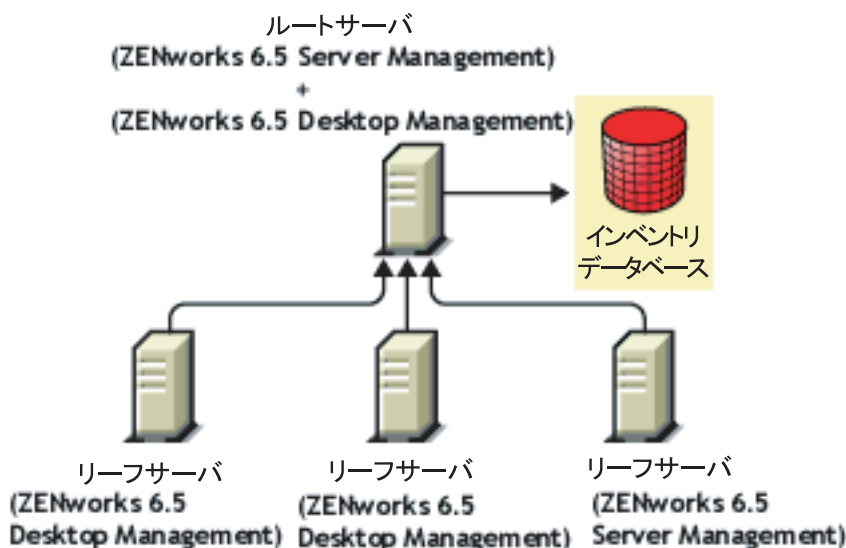 ルートサーバ
(ZENworks 6.5 Server Management)
+
(ZENworks 6.5 Desktop Management)
インベントリ
データベース
リーフサーバ
(ZENworks 6.5
Desktop Management)
リーフサーバ
(ZENworks 6.5
Desktop Management)
リーフサーバ
(ZENworks 6.5
Server Management)